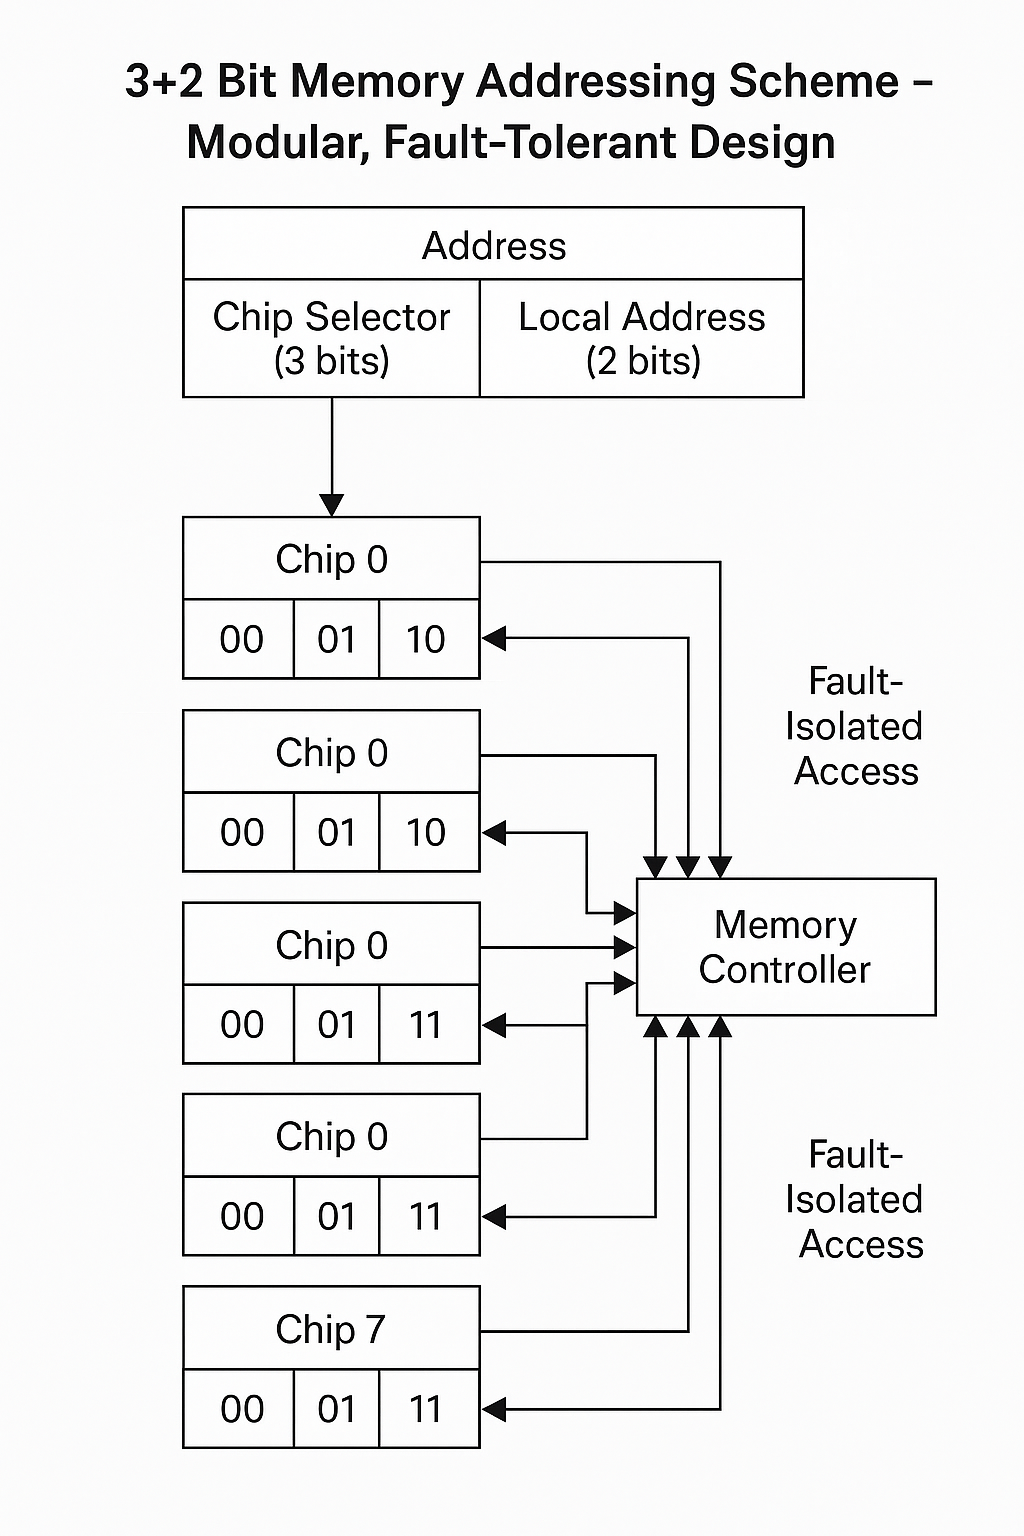 3+2 Bit Memory Addressing Scheme –
Modular, Fault-Tolerant Design
Address
Chip Selector
(3 bits)
Local Address
(2 bits)
Chip 0
00 01 10
Fault-
Isolated
Access
Chip 0
00 01 10
Memory
Controller
Chip 0
00 01 11
Chip 0
00 01 11
Fault-
Isolated
Access
Chip 7
00 01 11